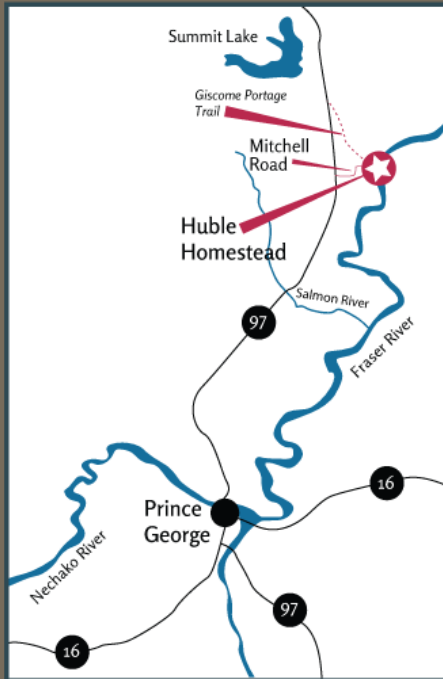 Summit Lake
Giscome Portage
Trail
Mitchell
Road
Huble
Homestead
Salmon River
97
Fraser River
16
Prince
George
Nechako River
97
16